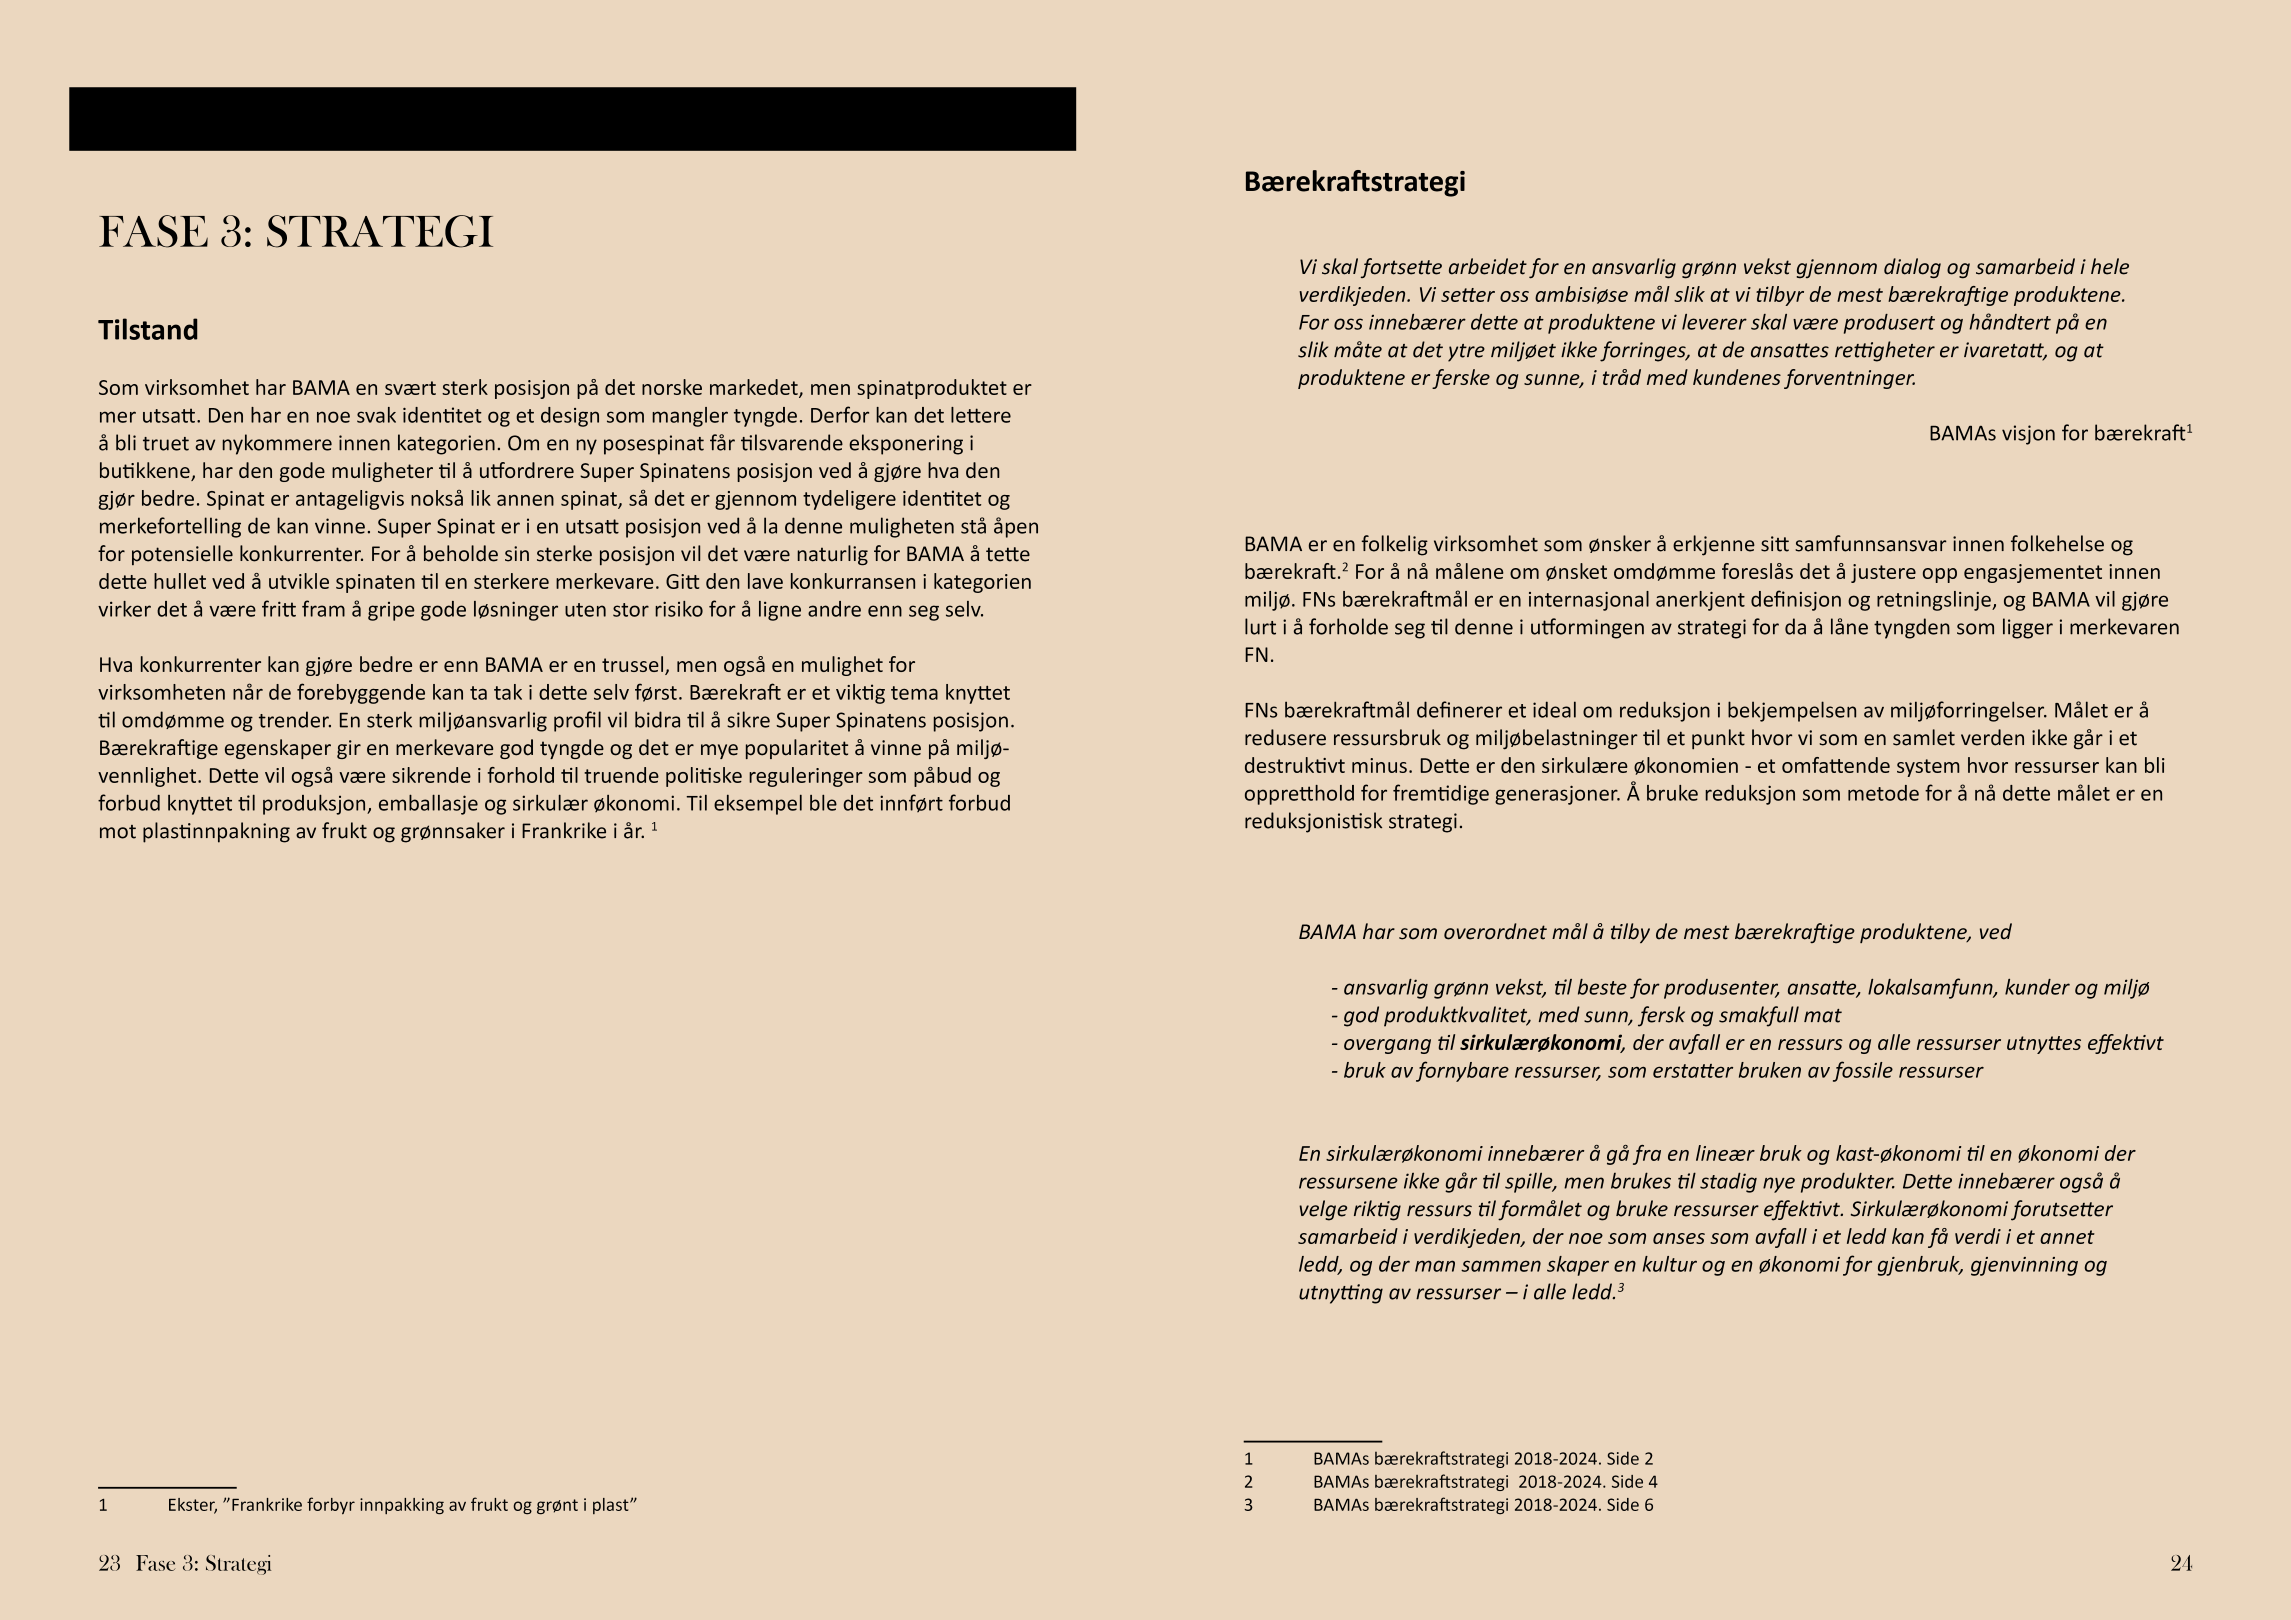 FASE 3: STRATEGI
Tilstand
Som virksomhet har BAMA en svært sterk posisjon på det norske markedet, men spinatproduktet er
mer utsatt. Den har en noe svak identitet og et design som mangler tyngde. Derfor kan det lettere
å bli truet av nykommere innen kategorien. Om en ny posespinat får tilsvarende eksponering i
butikkene, har den gode muligheter til å utfordrere Super Spinatens posisjon ved å gjøre hva den
gjør bedre. Spinat er antageligvis nokså lik annen spinat, så det er gjennom tydeligere identitet og
merkefortelling de kan vinne. Super Spinat er i en utsatt posisjon ved å la denne muligheten stå åpen
for potensielle konkurrenter. For å beholde sin sterke posisjon vil det være naturlig for BAMA å tette
dette hullet ved å utvikle spinaten til en sterkere merkevare. Gitt den lave konkurransen i kategorien
virker det å være fritt fram å gripe gode løsninger uten stor risiko for å ligne andre enn seg selv.
Hva konkurrenter kan gjøre bedre er enn BAMA er en trussel, men også en mulighet for
virksomheten når de forebyggende kan ta tak i dette selv først. Bærekraft er et viktig tema knyttet
til omdømme og trender. En sterk miljøansvarlig profil vil bidra til å sikre Super Spinatens posisjon.
Bærekraftige egenskaper gir en merkevare god tyngde og det er mye popularitet å vinne på miljø-
vennlighet. Dette vil også være sikrende i forhold til truende politiske reguleringer som påbud og
forbud knyttet til produksjon, emballasje og sirkulær økonomi. Til eksempel ble det innført forbud
mot plastinnpakning av frukt og grønnsaker i Frankrike i år. 1
1 Ekster, ”Frankrike forbyr innpakking av frukt og grønt i plast”
23 Fase 3: Strategi
Bærekraftstrategi
Vi skal fortsette arbeidet for en ansvarlig grønn vekst gjennom dialog og samarbeid i hele
verdikjeden. Vi setter oss ambisiøse mål slik at vi tilbyr de mest bærekraftige produktene.
For oss innebærer dette at produktene vi leverer skal være produsert og håndtert på en
slik måte at det ytre miljøet ikke forringes, at de ansattes rettigheter er ivaretatt, og at
produktene er ferske og sunne, i tråd med kundenes forventninger.
BAMAs visjon for bærekraft1
BAMA er en folkelig virksomhet som ønsker å erkjenne sitt samfunnsansvar innen folkehelse og
bærekraft.2 For å nå målene om ønsket omdømme foreslås det å justere opp engasjementet innen
miljø. FNs bærekraftmål er en internasjonal anerkjent definisjon og retningslinje, og BAMA vil gjøre
lurt i å forholde seg til denne i utformingen av strategi for da å låne tyngden som ligger i merkevaren
FN.
FNs bærekraftmål definerer et ideal om reduksjon i bekjempelsen av miljøforringelser. Målet er å
redusere ressursbruk og miljøbelastninger til et punkt hvor vi som en samlet verden ikke går i et
destruktivt minus. Dette er den sirkulære økonomien - et omfattende system hvor ressurser kan bli
oppretthold for fremtidige generasjoner. Å bruke reduksjon som metode for å nå dette målet er en
reduksjonistisk strategi.
BAMA har som overordnet mål å tilby de mest bærekraftige produktene, ved
- ansvarlig grønn vekst, til beste for produsenter, ansatte, lokalsamfunn, kunder og miljø
- god produktkvalitet, med sunn, fersk og smakfull mat
- overgang til sirkulærøkonomi, der avfall er en ressurs og alle ressurser utnyttes effektivt
- bruk av fornybare ressurser, som erstatter bruken av fossile ressurser
En sirkulærøkonomi innebærer å gå fra en lineær bruk og kast-økonomi til en økonomi der
ressursene ikke går til spille, men brukes til stadig nye produkter. Dette innebærer også å
velge riktig ressurs til formålet og bruke ressurser effektivt. Sirkulærøkonomi forutsetter
samarbeid i verdikjeden, der noe som anses som avfall i et ledd kan få verdi i et annet
ledd, og der man sammen skaper en kultur og en økonomi for gjenbruk, gjenvinning og
utnytting av ressurser – i alle ledd.3
1 BAMAs bærekraftstrategi 2018-2024. Side 2
2 BAMAs bærekraftstrategi 2018-2024. Side 4
3 BAMAs bærekraftstrategi 2018-2024. Side 6
24